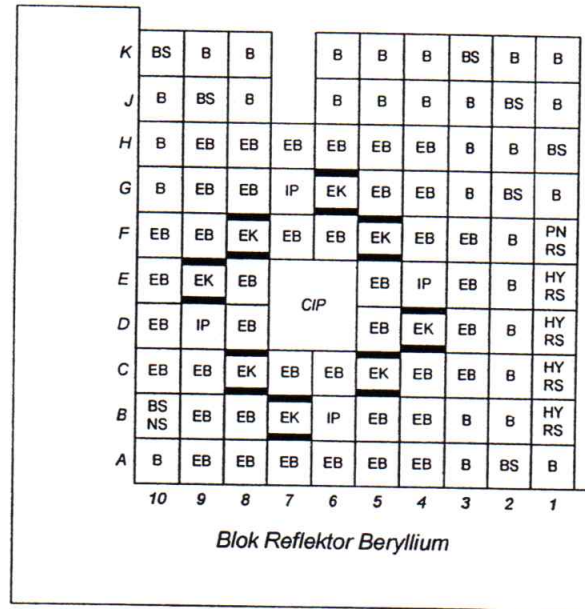 K BS B B B B B BS B B
J B BS B B B B B BS B
H B EB EB EB EB EB EB B B BS
G B EB EB IP EK EB EB B BS B
F EB EB EK EB EB EK EB EB B PN RS
E EB EK EB CIP EB IP EB B HY RS
D EB IP EB EB EK EB B HY RS
C EB EB EK EB EB EK EB EB B HY RS
B BS NS EB EB EK IP EB EB B B HY RS
A B EB EB EB EB EB EB B BS B
10 9 8 7 6 5 4 3 2 1
Blok Reflektor Beryllium